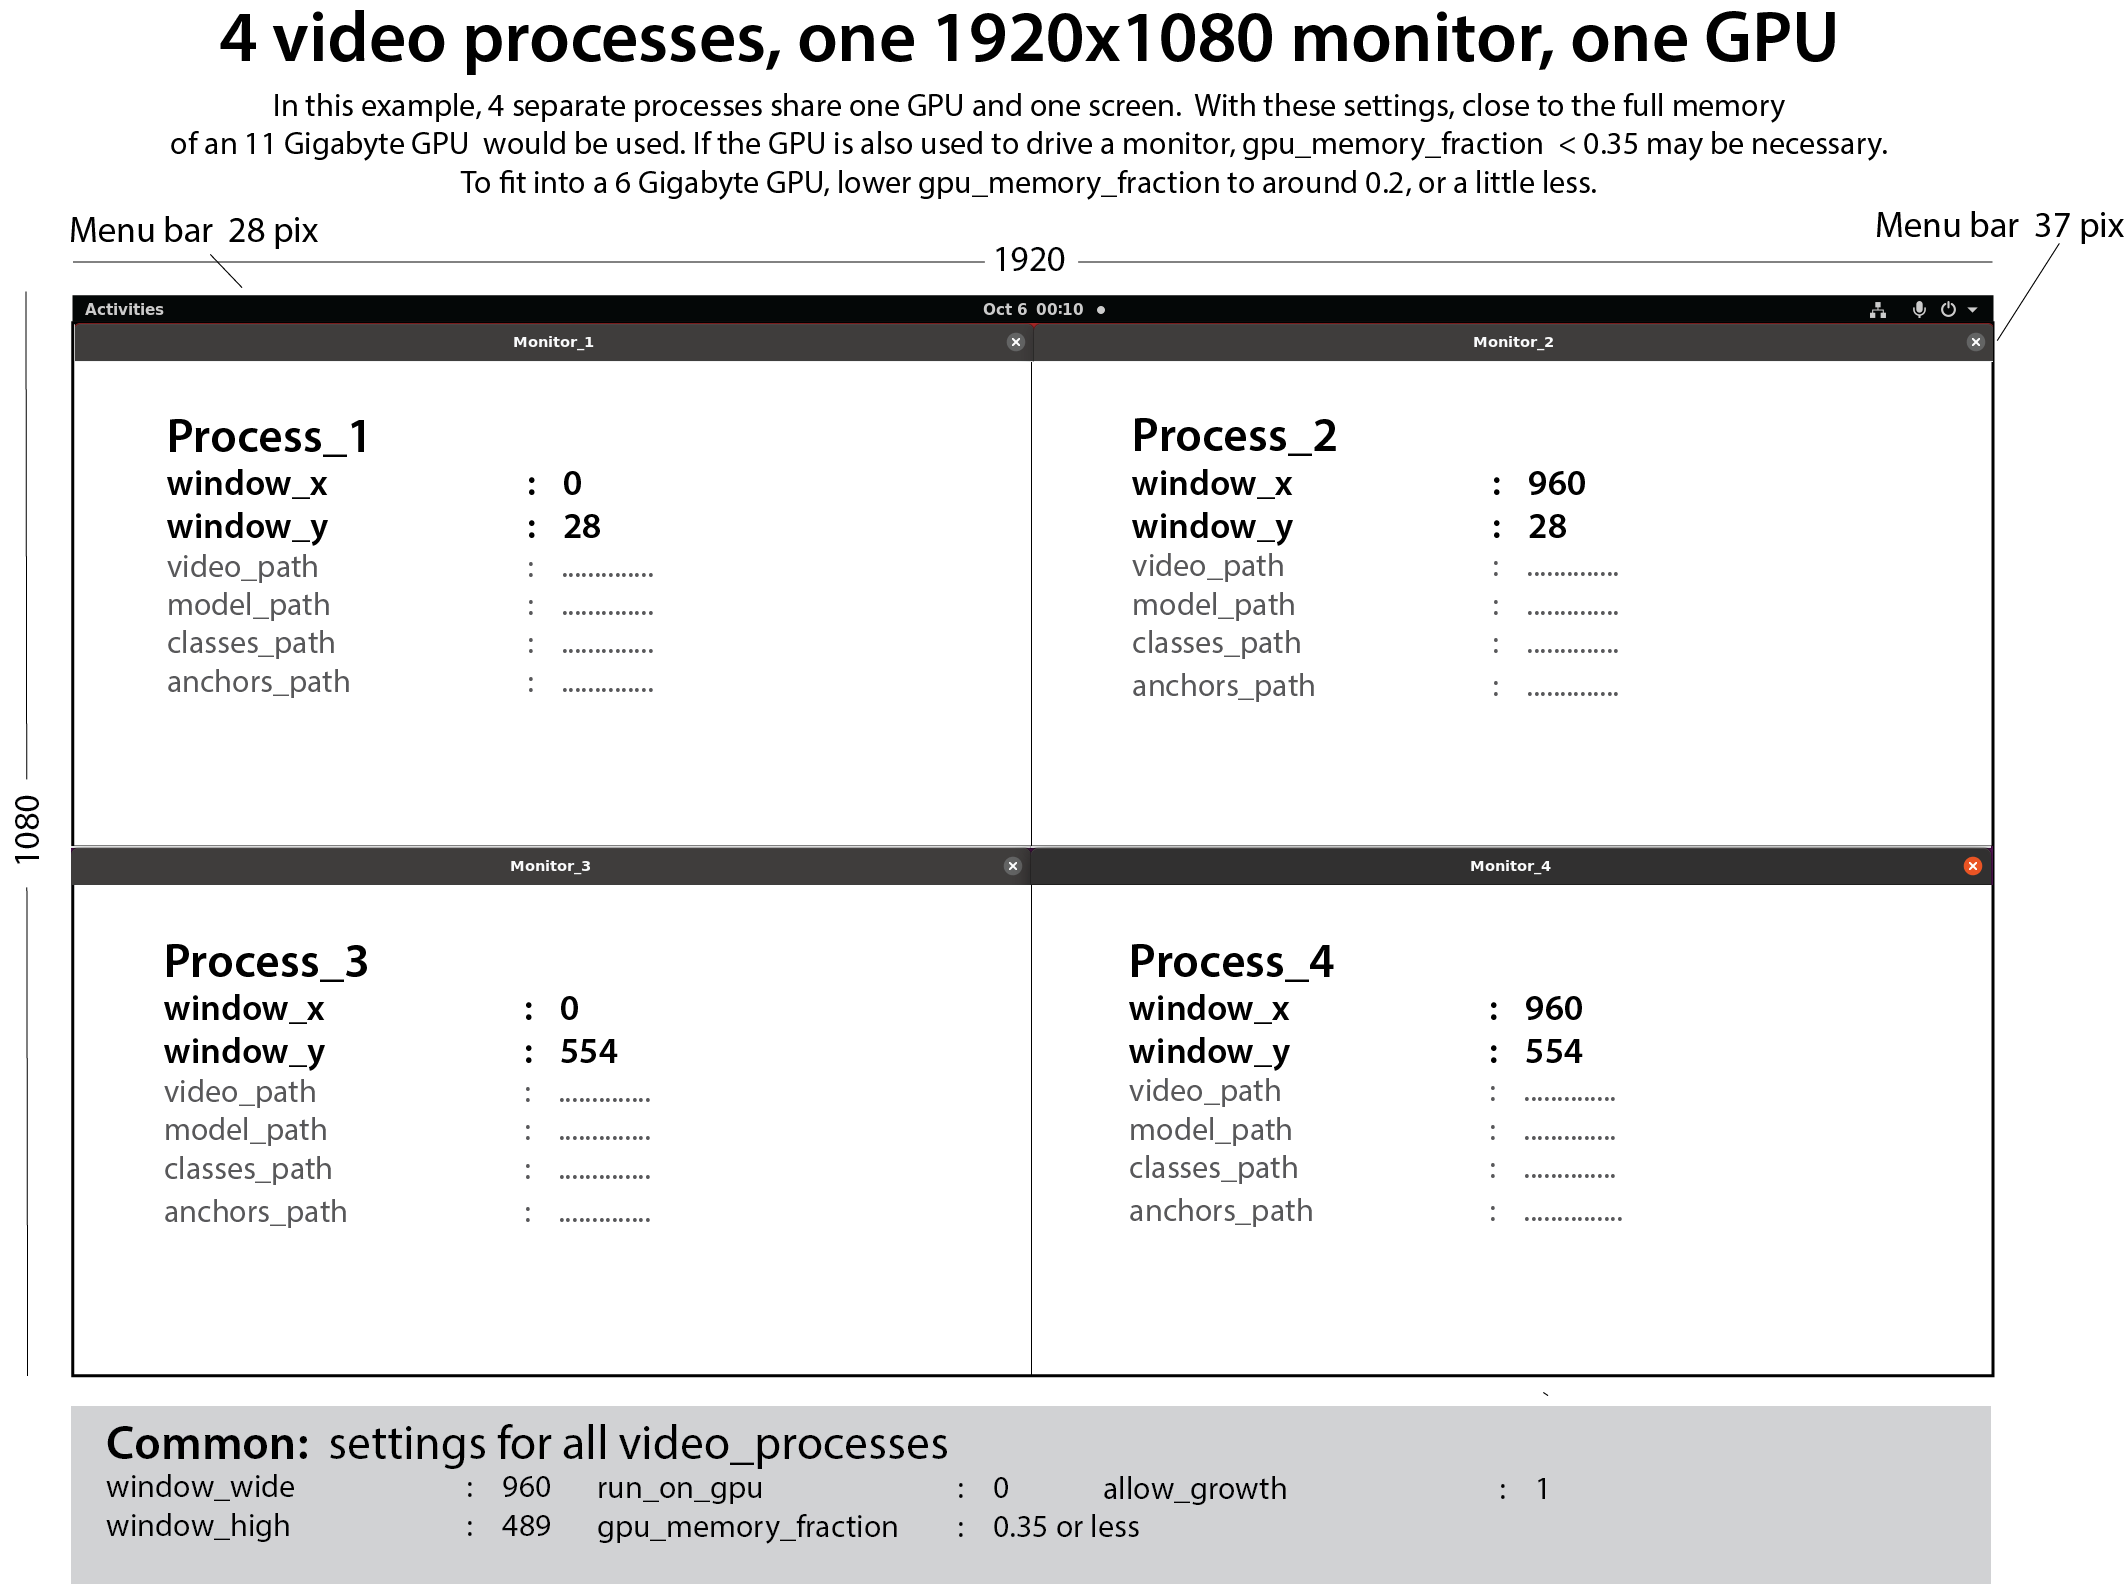 4 video processes, one 1920x1080 monitor, one GPU
In this example, 4 separate processes share one GPU and one screen.  With these settings, close to the full memory
of an 11 Gigabyte GPU  would be used. If the GPU is also used to drive a monitor, gpu_memory_fraction  < 0.35 may be necessary.
To fit into a 6 Gigabyte GPU, lower gpu_memory_fraction to around 0.2, or a little less.
Menu bar  28 pix
Menu bar  37 pix
1920
1080
Activities
Oct 6  00:10
Monitor_1
Process_1
window_x : 0
window_y : 28
video_path : ..............
model_path : ..............
classes_path : ..............
anchors_path : ..............
Monitor_2
Process_2
window_x : 960
window_y : 28
video_path : ..............
model_path : ..............
classes_path : ..............
anchors_path : ..............
Monitor_3
Process_3
window_x : 0
window_y : 554
video_path : ..............
model_path : ..............
classes_path : ..............
anchors_path : ..............
Monitor_4
Process_4
window_x : 960
window_y : 554
video_path : ..............
model_path : ..............
classes_path : ..............
anchors_path : ...............
Common:  settings for all video_processes
window_wide : 960 run_on_gpu : 0 allow_growth : 1
window_high : 489 gpu_memory_fraction : 0.35 or less